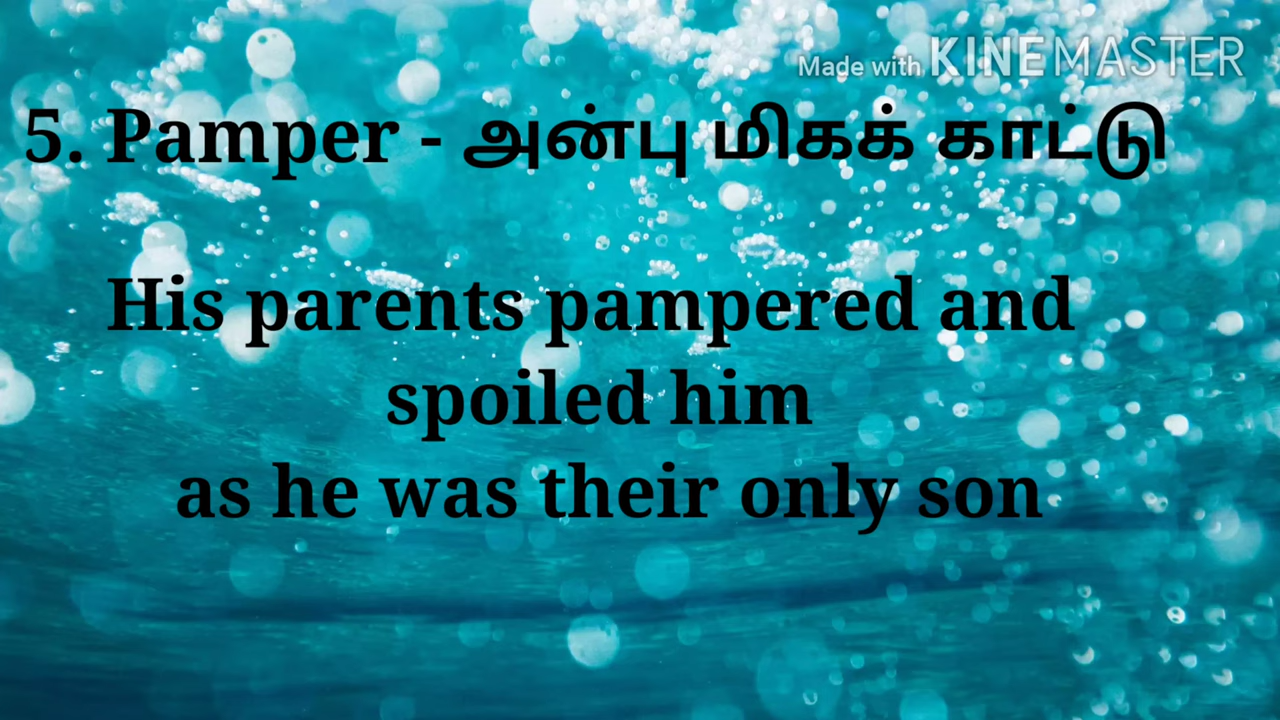 Made with KINEMASTER
5. Pamper - அன்பு மிகக் காட்டு
His parents pampered and
spoiled him
as he was their only son